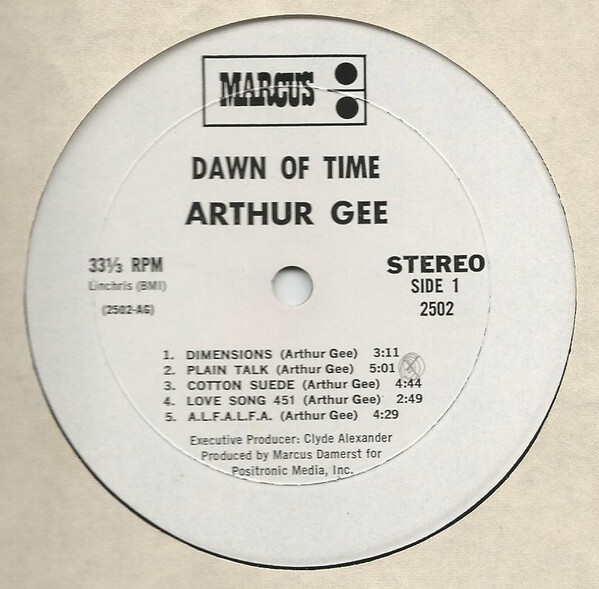 MARCUS
DAWN OF TIME
ARTHUR GEE
33⅓ RPM
Linchris (BMI)
(2502-AG)
STEREO
SIDE 1
2502
1. DIMENSIONS (Arthur Gee) 3:11
2. PLAIN TALK (Arthur Gee) 5:01
3. COTTON SUEDE (Arthur Gee) 4:44
4. LOVE SONG 451 (Arthur Gee) 2:49
5. A.L.F.A.L.F.A. (Arthur Gee) 4:29
Executive Producer: Clyde Alexander
Produced by Marcus Damerst for
Positronic Media, Inc.